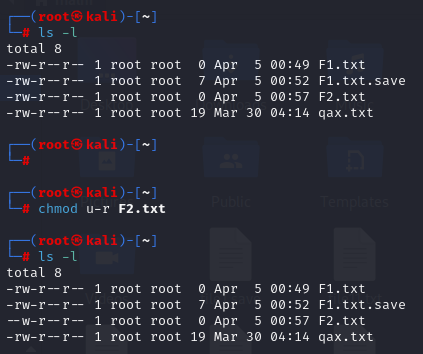 ┌──(root㉿kali)-[~]
└─# ls -l
total 8
-rw-r--r-- 1 root root  0 Apr  5 00:49 F1.txt
-rw-r--r-- 1 root root  7 Apr  5 00:52 F1.txt.save
-rw-r--r-- 1 root root  0 Apr  5 00:57 F2.txt
-rw-r--r-- 1 root root 19 Mar 30 04:14 qax.txt
┌──(root㉿kali)-[~]
└─#
┌──(root㉿kali)-[~]
└─# chmod u-r F2.txt
┌──(root㉿kali)-[~]
└─# ls -l
total 8
-rw-r--r-- 1 root root  0 Apr  5 00:49 F1.txt
-rw-r--r-- 1 root root  7 Apr  5 00:52 F1.txt.save
--w-r--r-- 1 root root  0 Apr  5 00:57 F2.txt
-rw-r--r-- 1 root root 19 Mar 30 04:14 qax.txt
Public
Templates